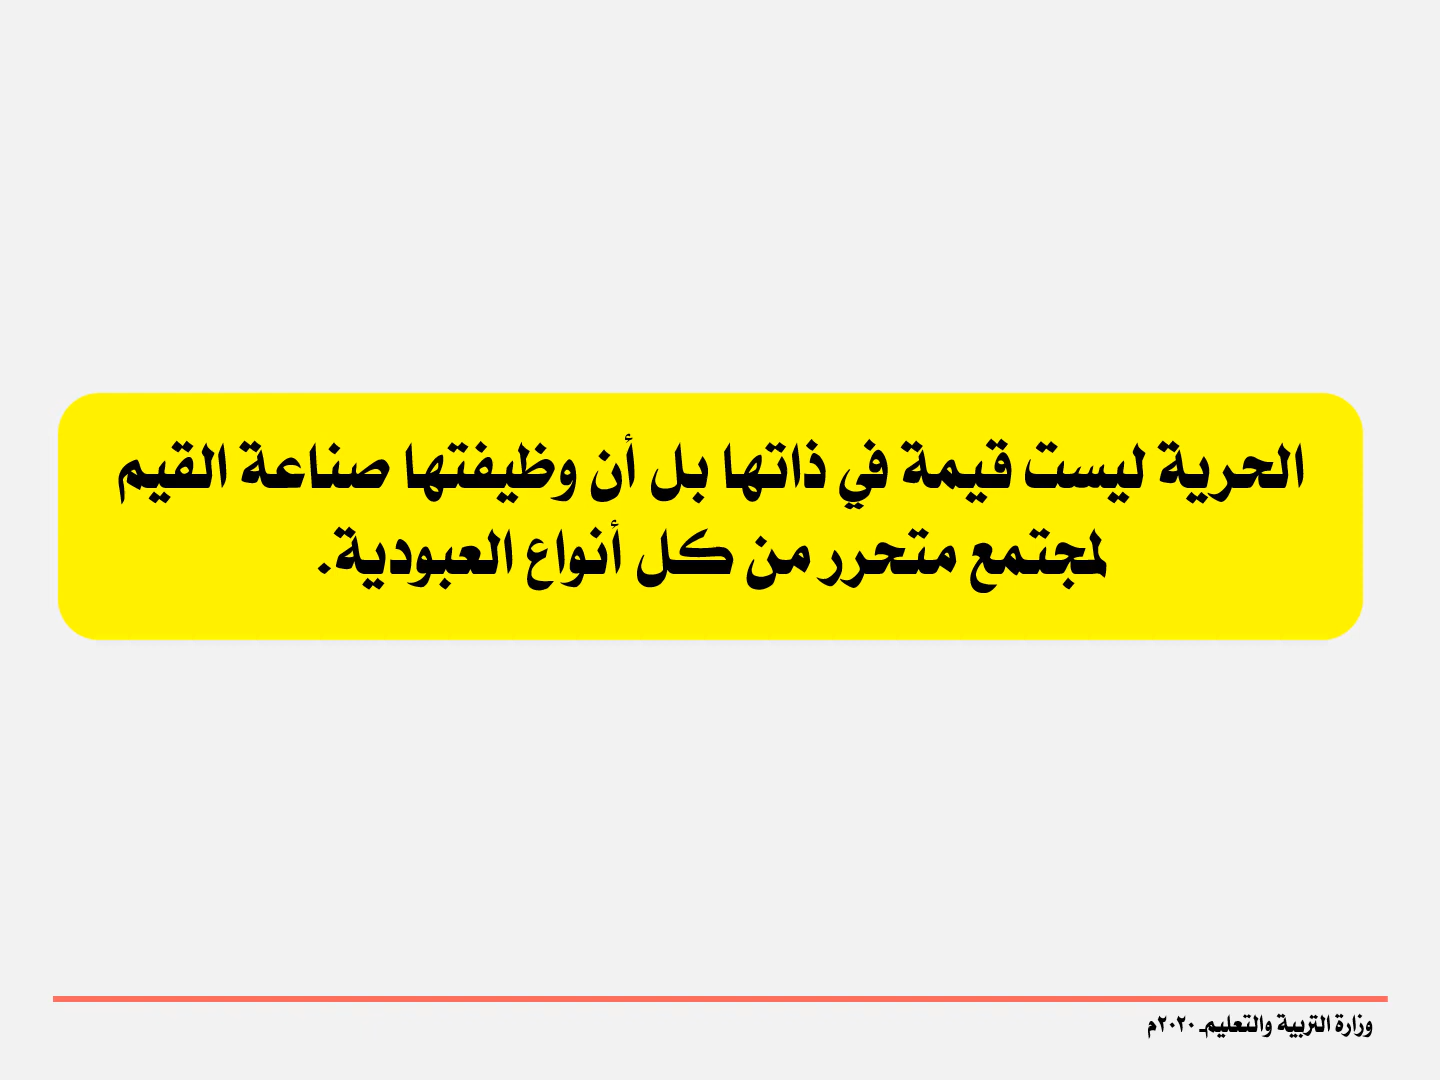 الحرية ليست قيمة في ذاتها بل أن وظيفتها صناعة القيم
لمجتمع متحرر من كل أنواع العبودية.
وزارة التربية والتعليم_ ٢٠٢٠م